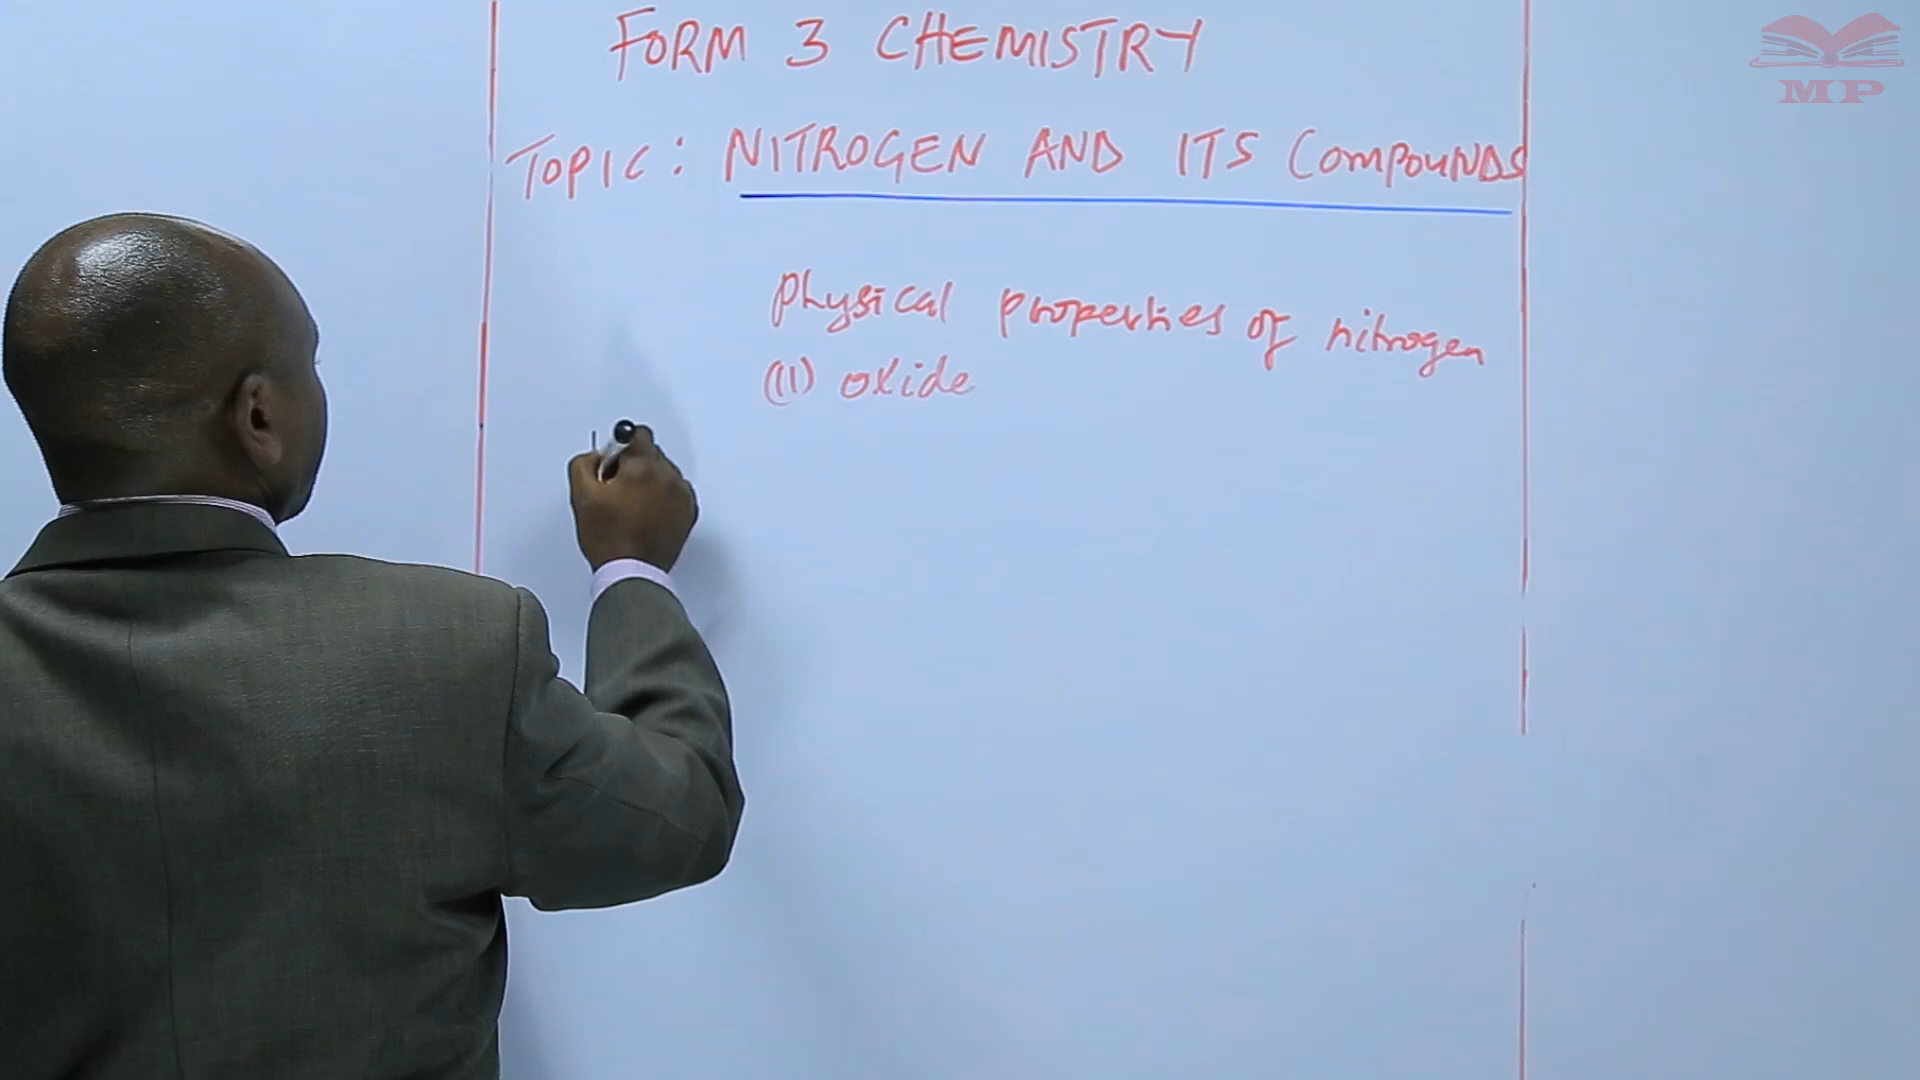 FORM 3 CHEMISTRY
TOPIC: NITROGEN AND ITS COMPOUNDS
Physical properties of nitrogen
(II) oxide
MP